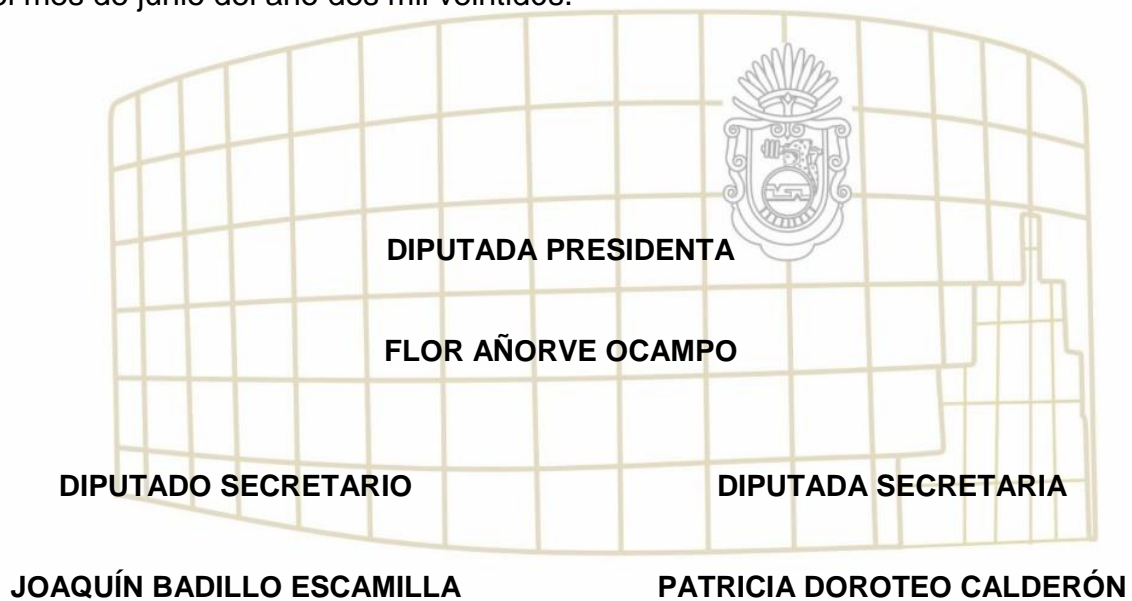 mes de junio del año dos mil veintidós.
DIPUTADA PRESIDENTA
FLOR AÑORVE OCAMPO
DIPUTADO SECRETARIO
DIPUTADA SECRETARIA
JOAQUÍN BADILLO ESCAMILLA
PATRICIA DOROTEO CALDERÓN